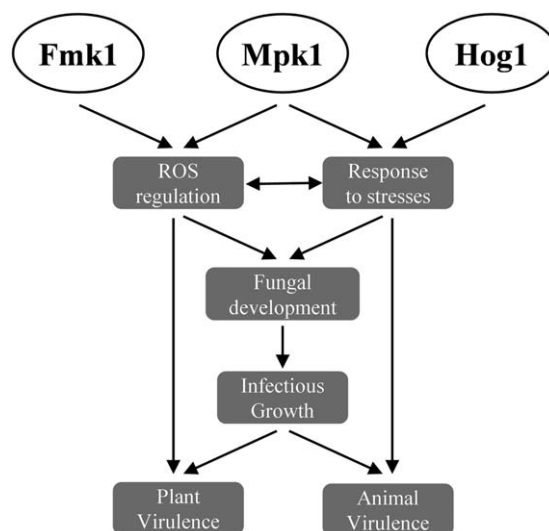 Fmk1
Mpk1
Hog1
ROS
regulation
Response
to stresses
Fungal
development
Infectious
Growth
Plant
Virulence
Animal
Virulence